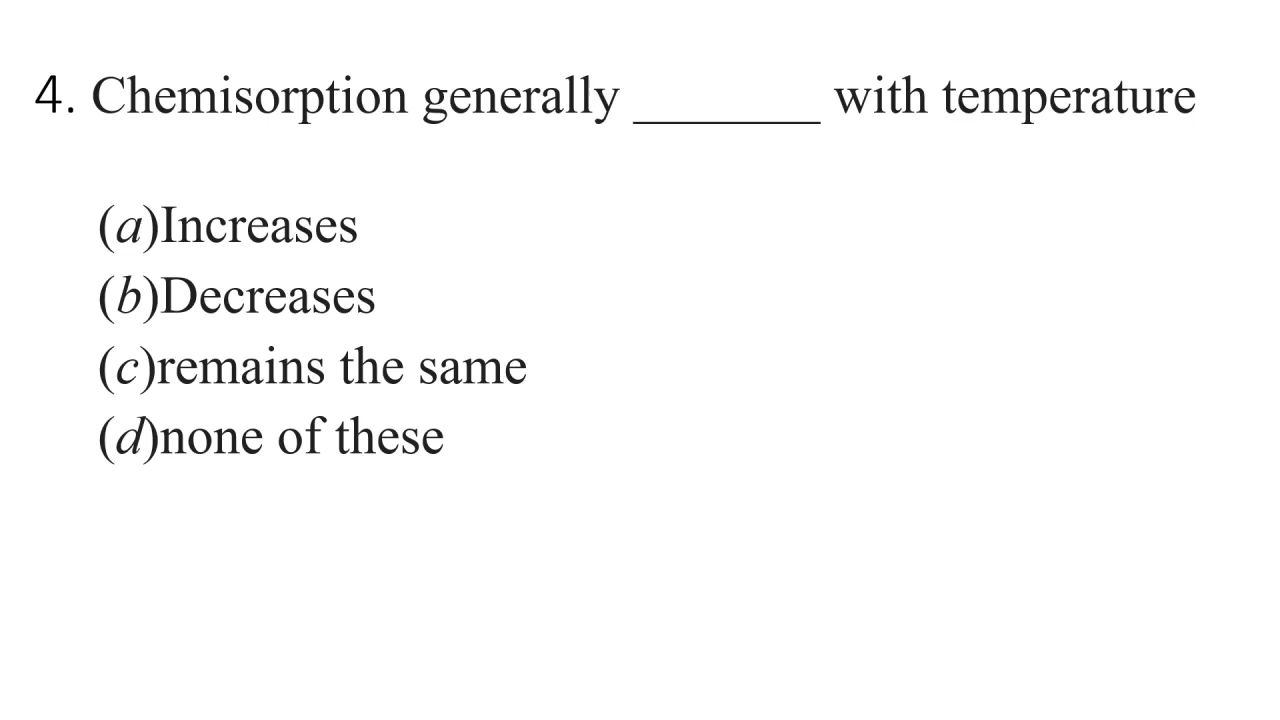 4. Chemisorption generally _______ with temperature
(a)Increases
(b)Decreases
(c)remains the same
(d)none of these